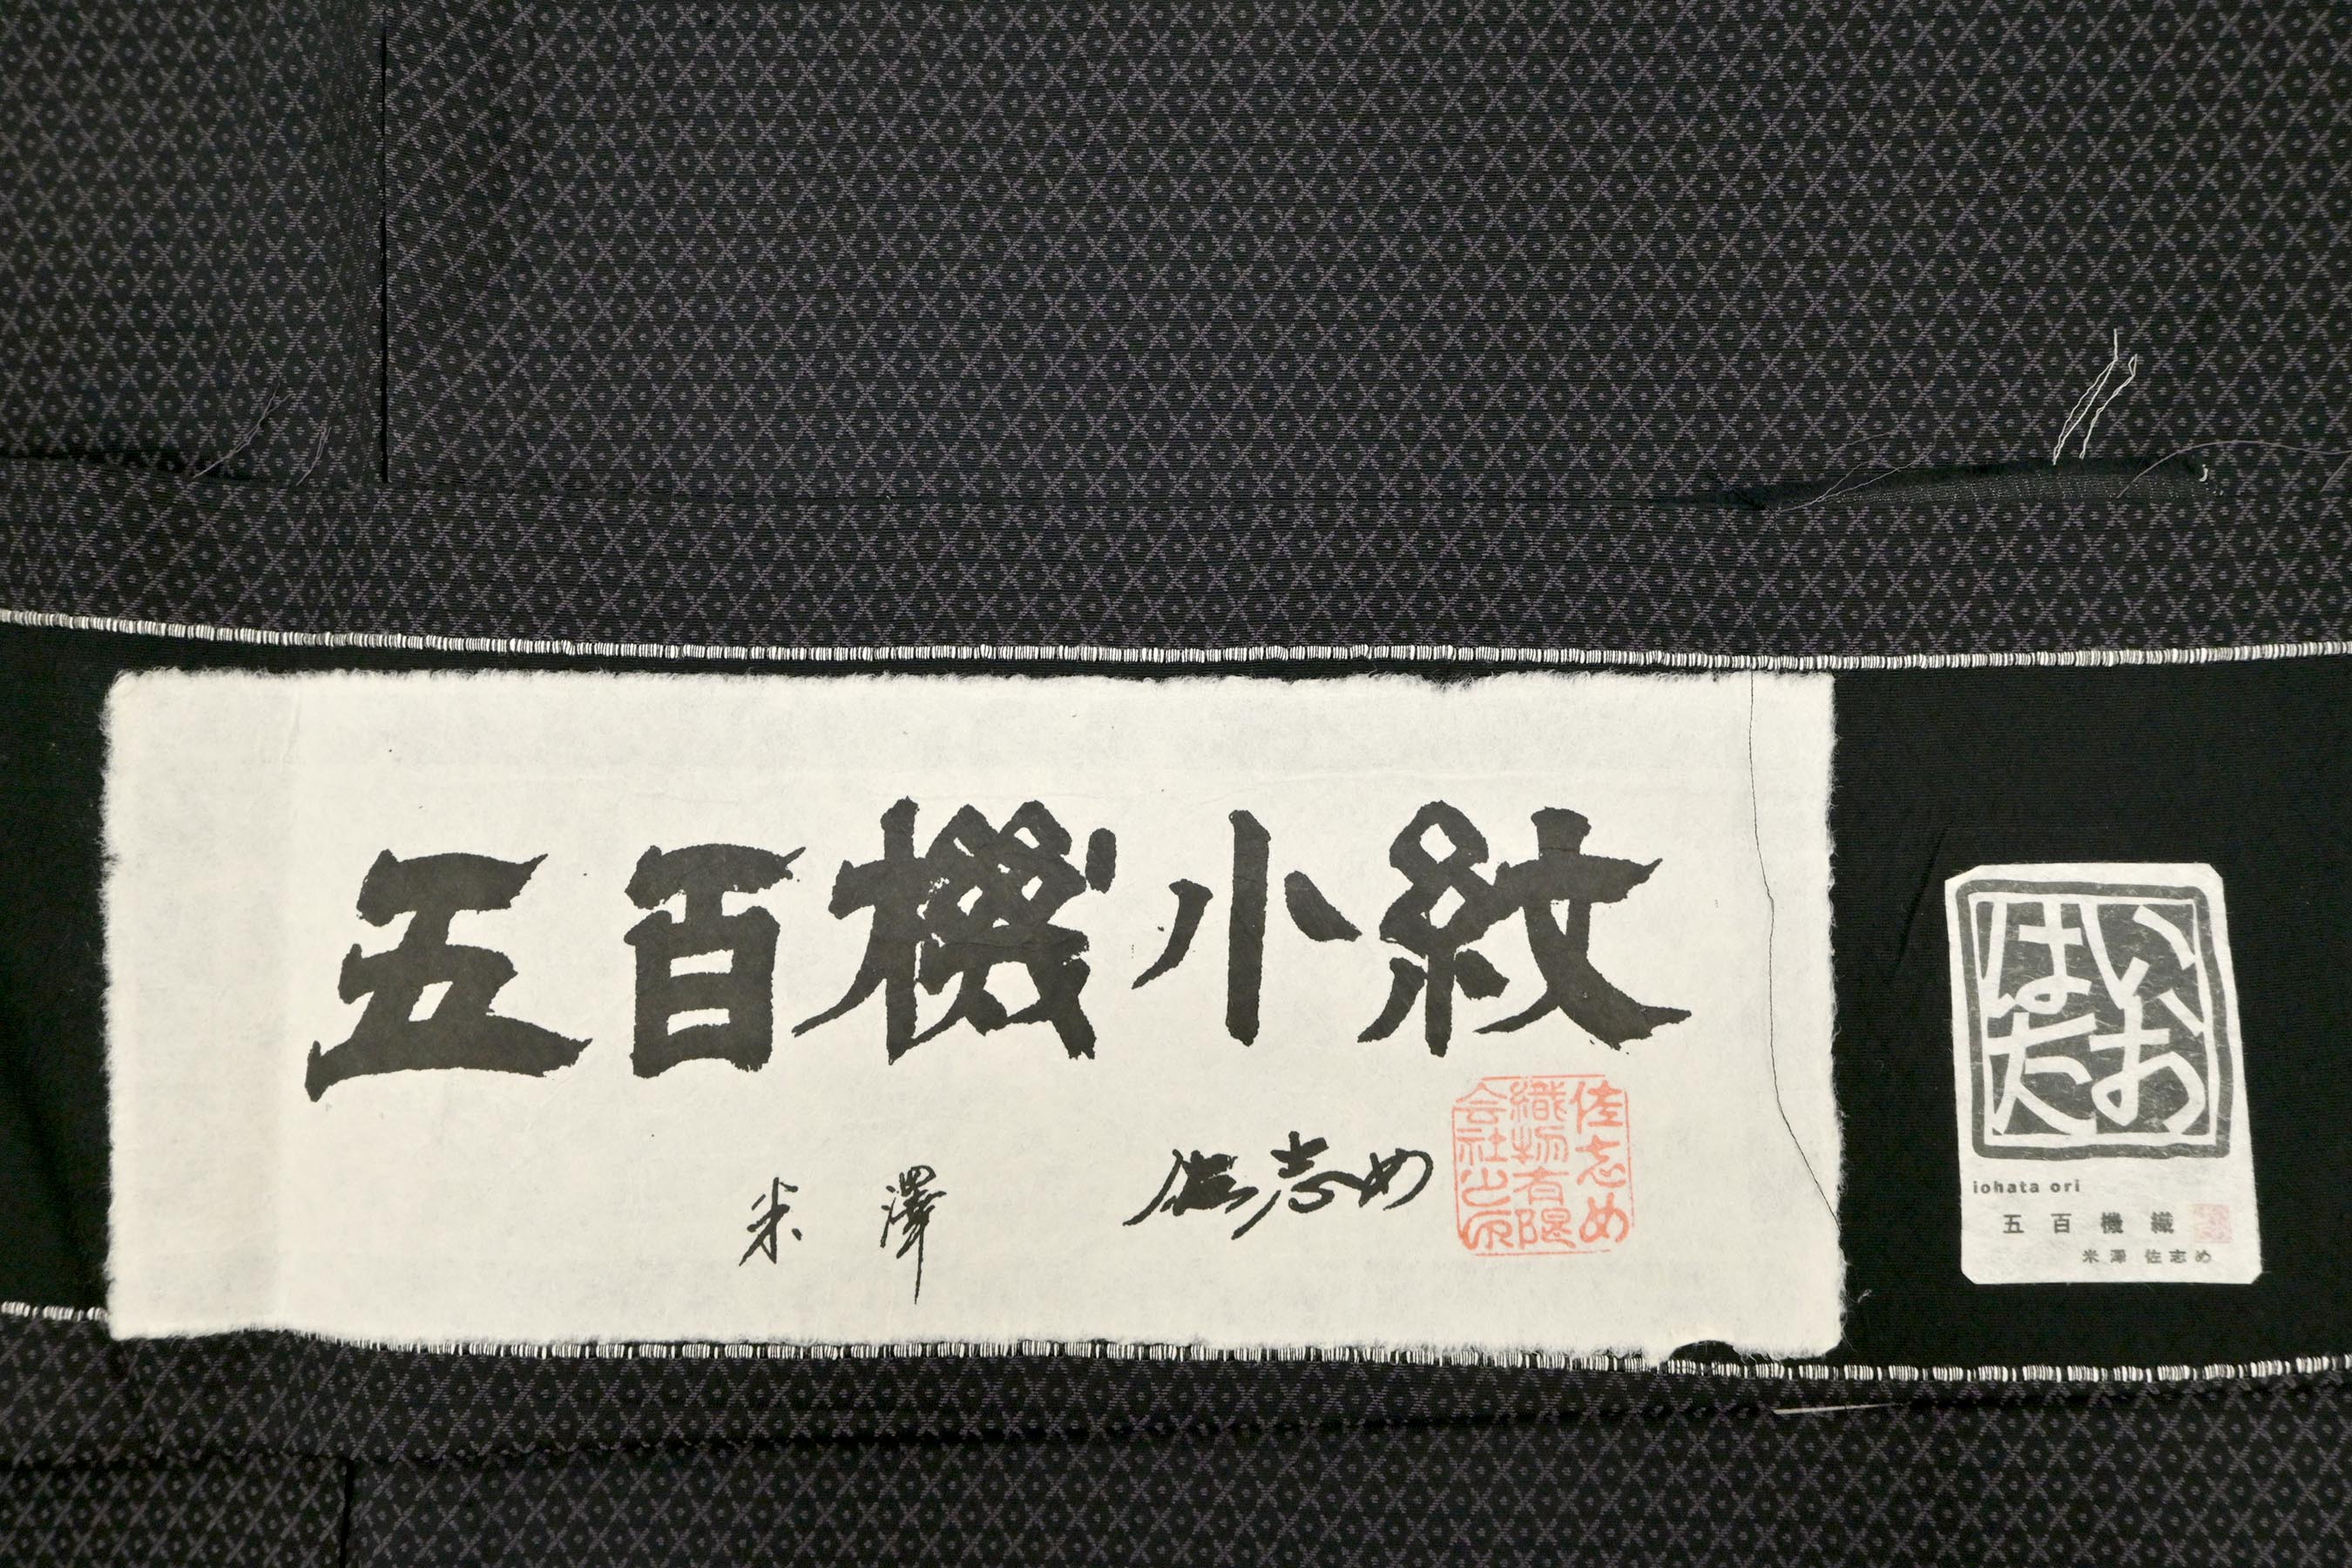 五百機小紋
米澤 佐志め
佐志め
織物有限
会社之印
いお
はた
iohata ori
五百機織
米澤 佐志め